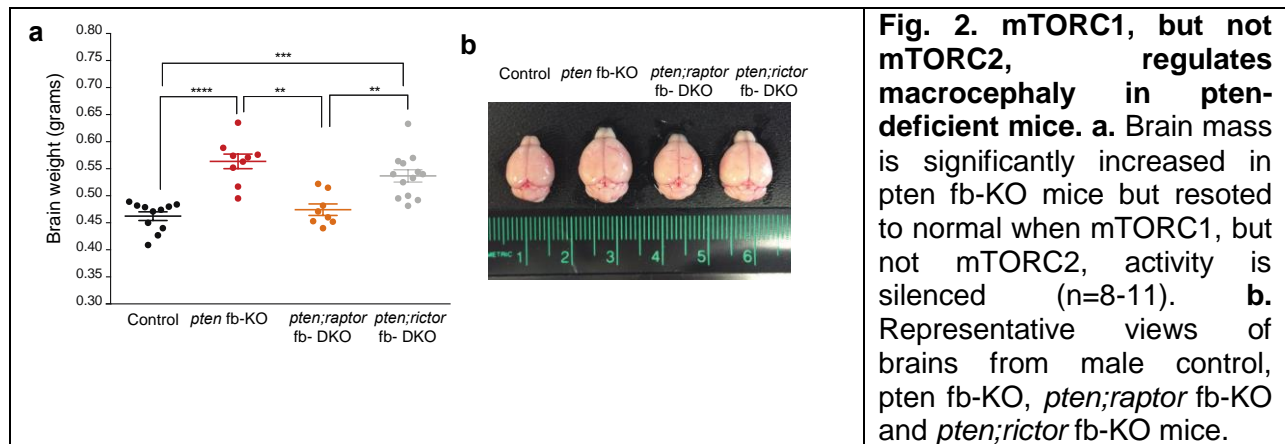 a
0.80
0.75
0.70
0.65
0.60
0.55
0.50
0.45
0.40
0.35
0.30
Brain weight (grams)
***
**** ** **
Control pten fb-KO pten;raptor pten;rictor
fb- DKO fb- DKO
b
Control pten fb-KO pten;raptor pten;rictor
fb- DKO fb- DKO
METRIC 1 2 3 4 5 6
Fig. 2. mTORC1, but not
mTORC2, regulates
macrocephaly in pten-
deficient mice. a. Brain mass
is significantly increased in
pten fb-KO mice but resoted
to normal when mTORC1, but
not mTORC2, activity is
silenced (n=8-11). b.
Representative views of
brains from male control,
pten fb-KO, pten;raptor fb-KO
and pten;rictor fb-KO mice.